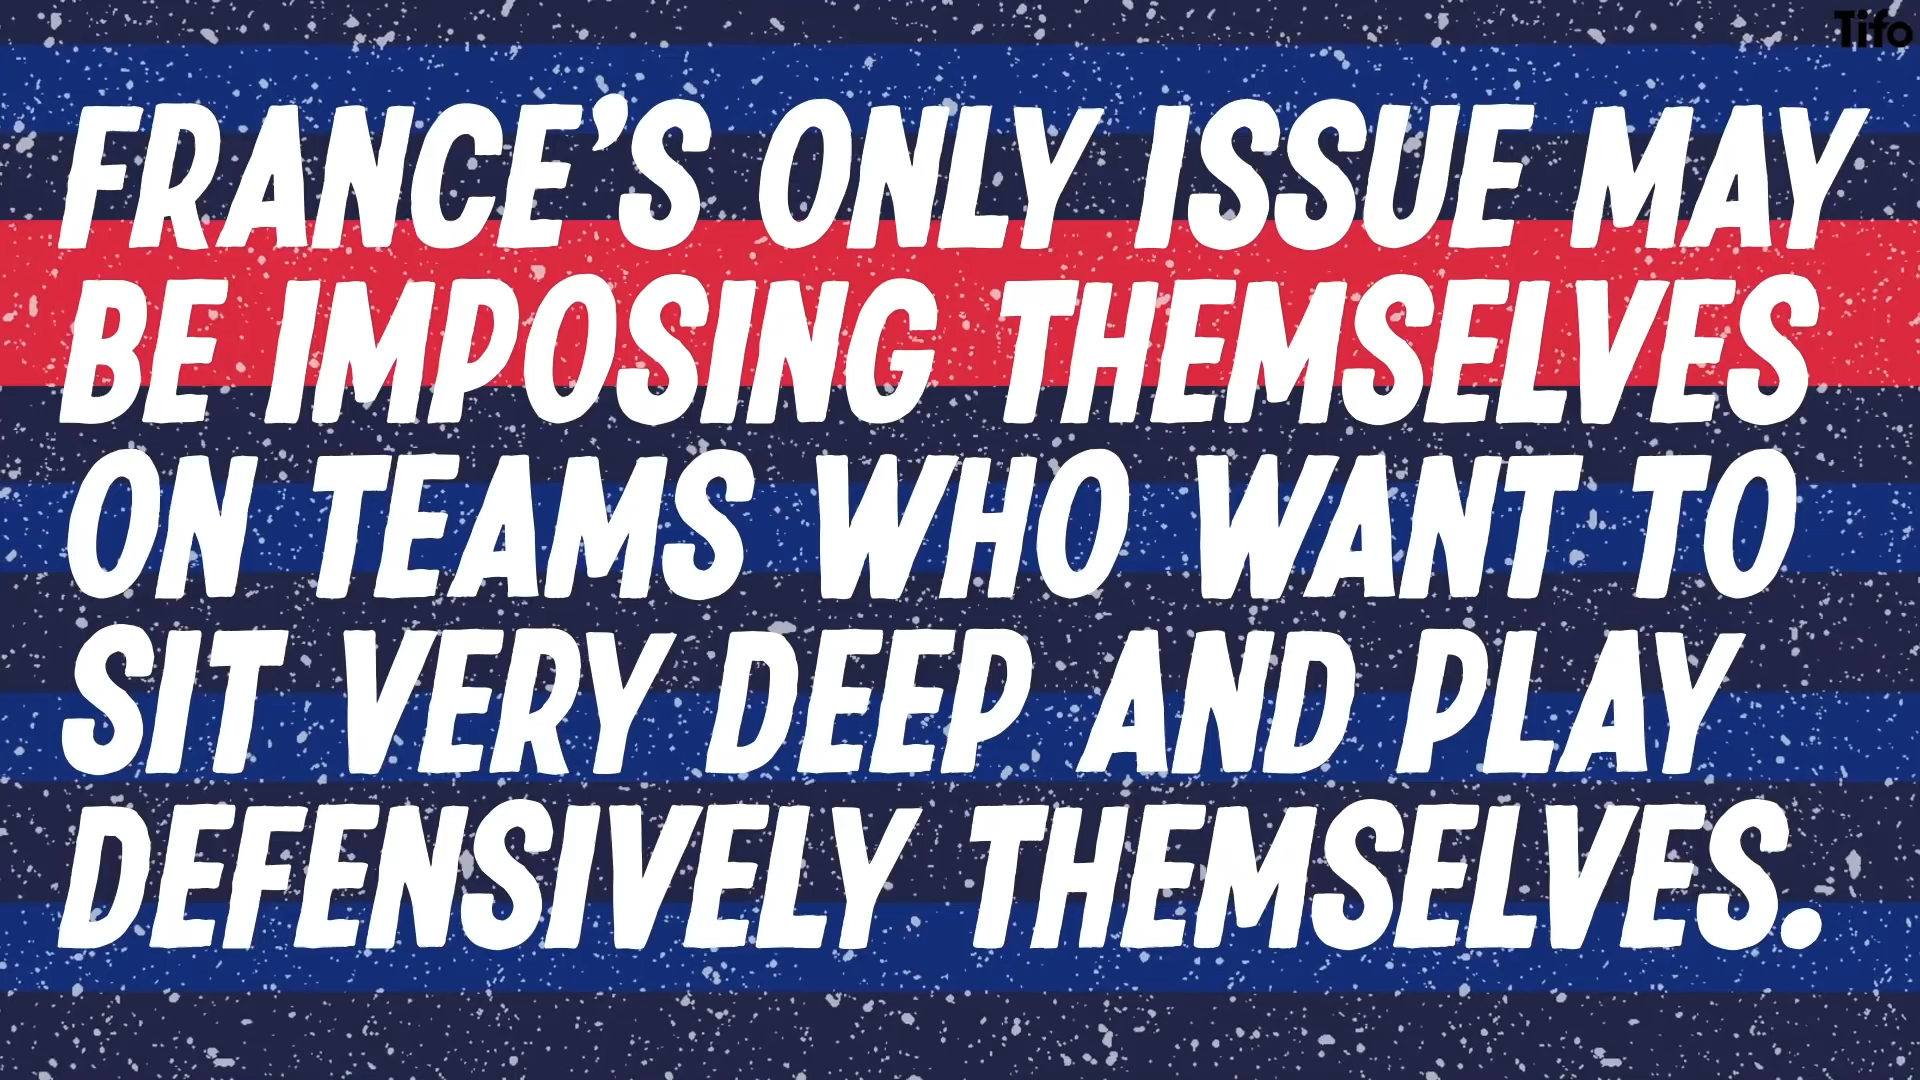 Tifo
FRANCE'S ONLY ISSUE MAY
BE IMPOSING THEMSELVES
ON TEAMS WHO WANT TO
SIT VERY DEEP AND PLAY
DEFENSIVELY THEMSELVES.